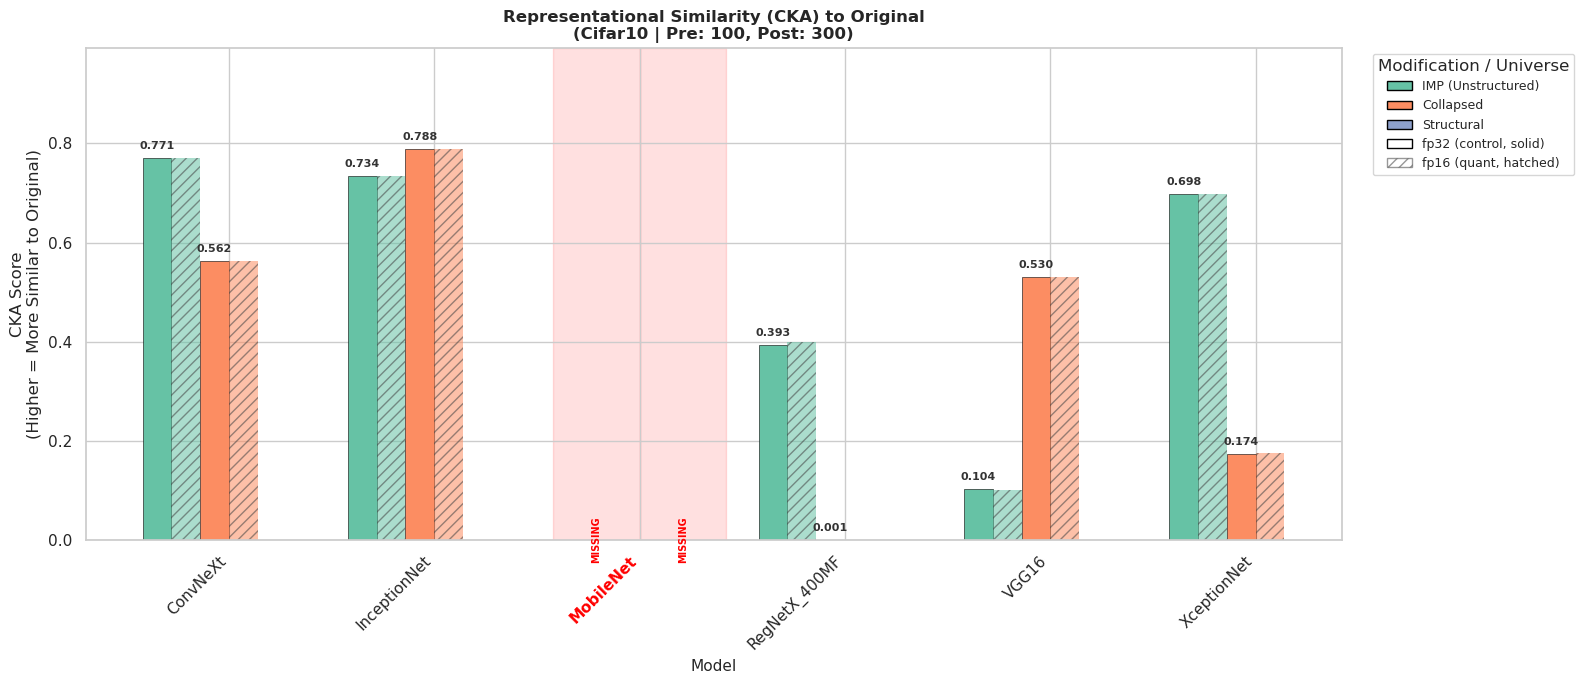 Representational Similarity (CKA) to Original
(Cifar10 | Pre: 100, Post: 300)
CKA Score
(Higher = More Similar to Original)
0.8
0.6
0.4
0.2
0.0
0.771
0.562
0.734
0.788
MISSING
MISSING
0.393
0.001
0.104
0.530
0.698
0.174
ConvNeXt
InceptionNet
MobileNet
RegNetX_400MF
VGG16
XceptionNet
Model
Modification / Universe
IMP (Unstructured)
Collapsed
Structural
fp32 (control, solid)
fp16 (quant, hatched)